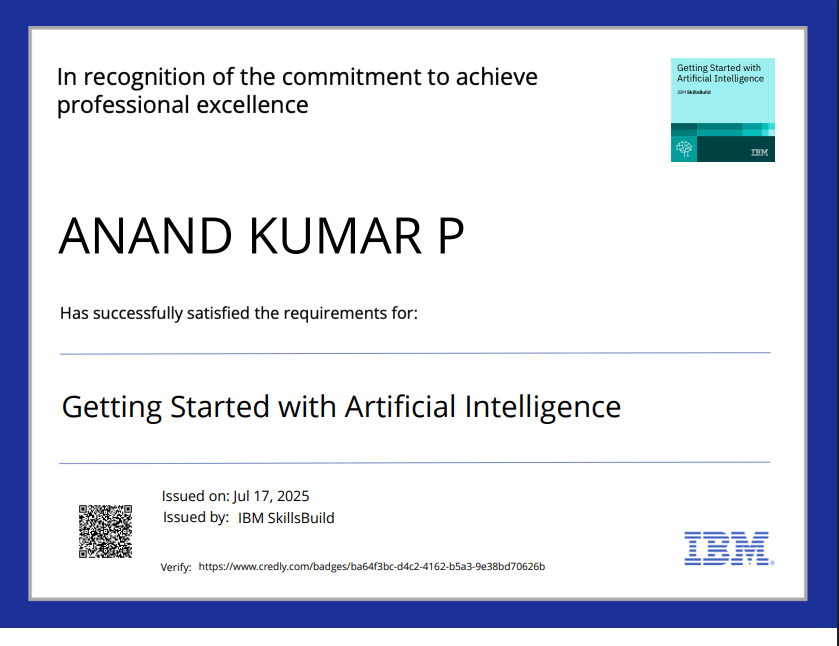 In recognition of the commitment to achieve
professional excellence
Getting Started with
Artificial Intelligence
IBM SkillsBuild
IBM
ANAND KUMAR P
Has successfully satisfied the requirements for:
Getting Started with Artificial Intelligence
Issued on: Jul 17, 2025
Issued by: IBM SkillsBuild
Verify: https://www.credly.com/badges/ba64f3bc-d4c2-4162-b5a3-9e38bd70626b
IBM®